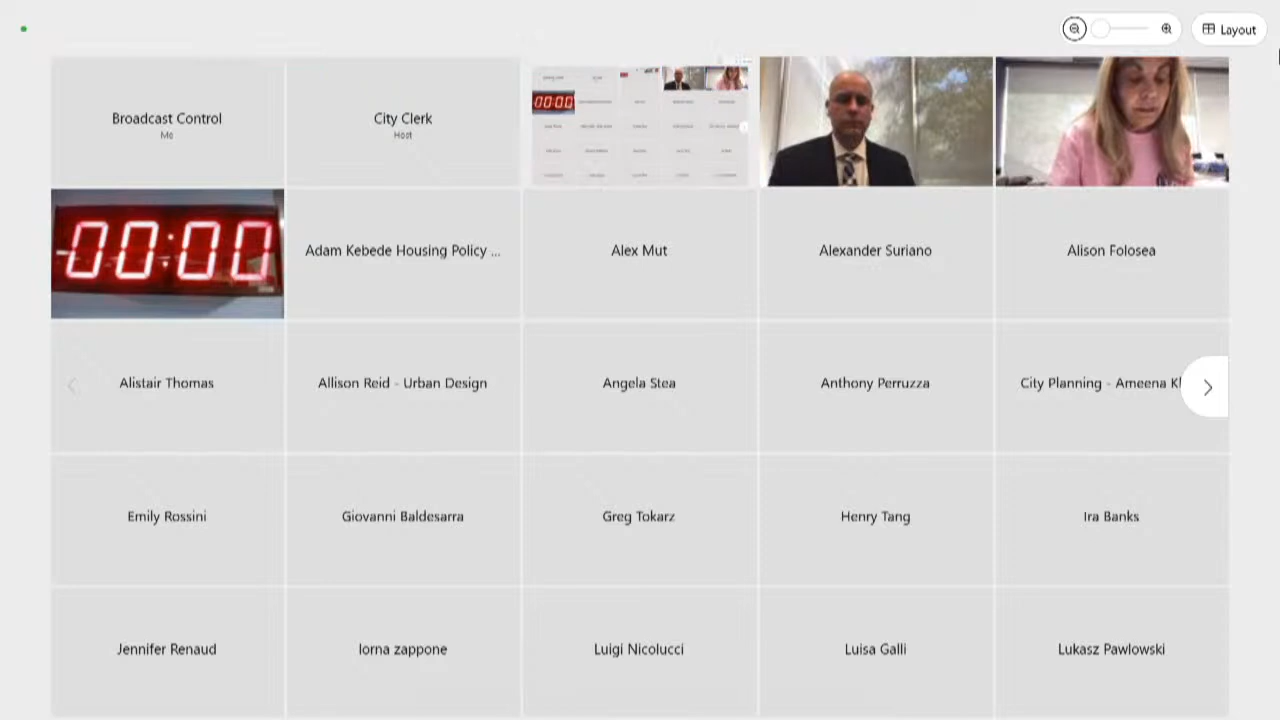 Layout
Broadcast Control
Me
City Clerk
Host
00:00
00:00
Adam Kebede Housing Policy ...
Alex Mut
Alexander Suriano
Alison Folosea
Alistair Thomas
Allison Reid - Urban Design
Angela Stea
Anthony Perruzza
City Planning - Ameena K
Emily Rossini
Giovanni Baldesarra
Greg Tokarz
Henry Tang
Ira Banks
Jennifer Renaud
lorna zappone
Luigi Nicolucci
Luisa Galli
Lukasz Pawlowski